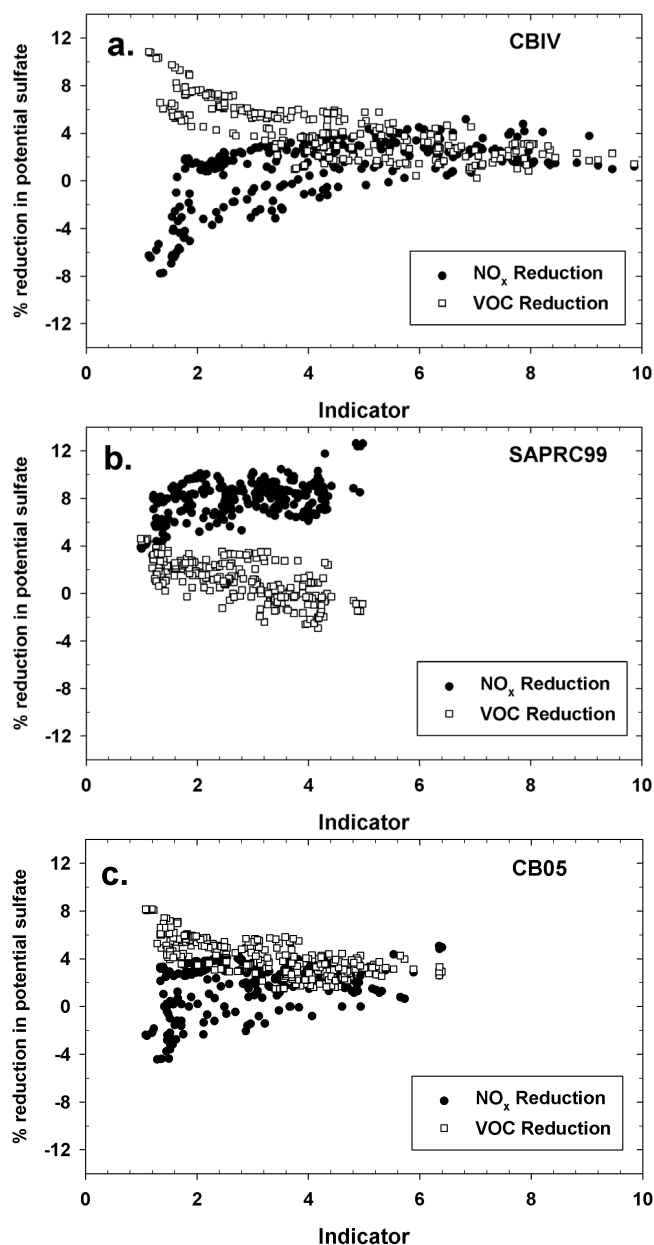 a.
CBIV
% reduction in potential sulfate
12
8
4
0
-4
-8
-12
NOx Reduction
VOC Reduction
0 2 4 6 8 10
Indicator
b.
SAPRC99
% reduction in potential sulfate
12
8
4
0
-4
-8
-12
NOx Reduction
VOC Reduction
0 2 4 6 8 10
Indicator
c.
CB05
% reduction in potential sulfate
12
8
4
0
-4
-8
-12
NOx Reduction
VOC Reduction
0 2 4 6 8 10
Indicator